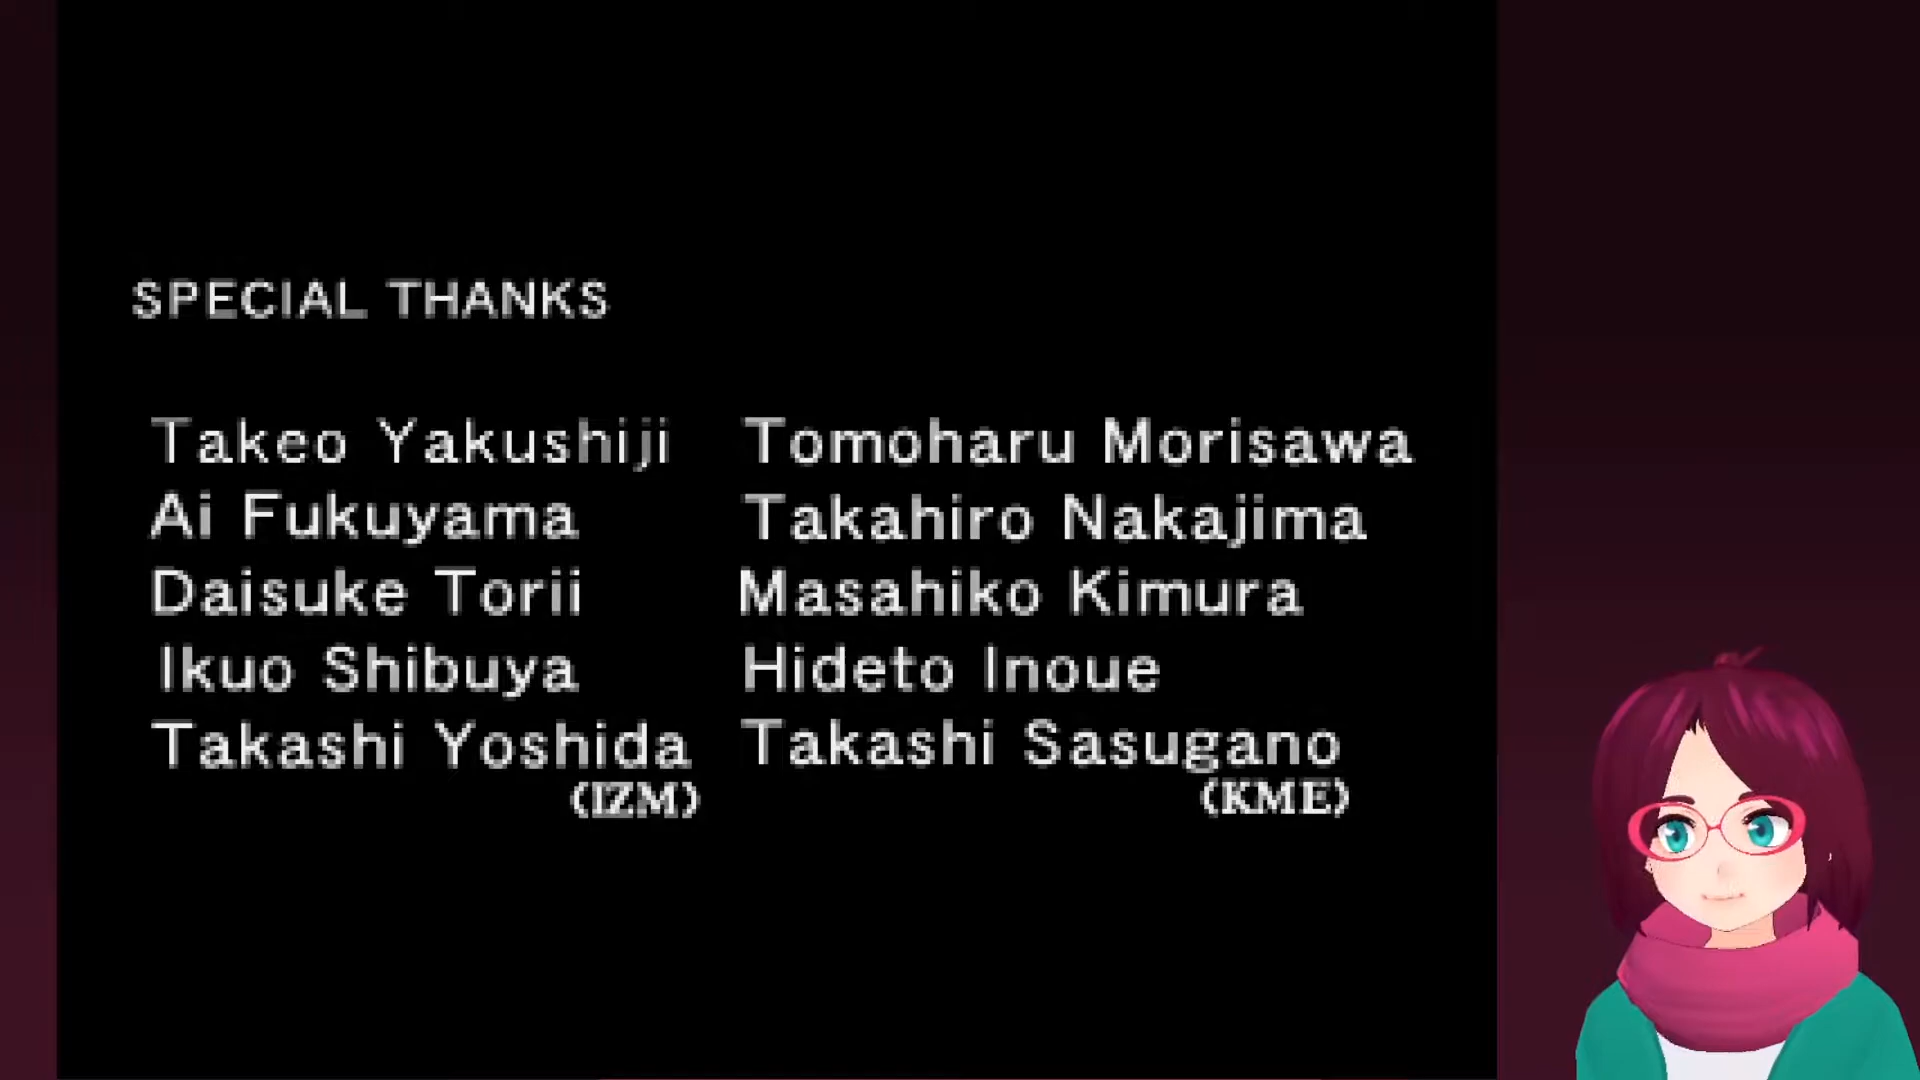 SPECIAL THANKS
Takeo Yakushiji Tomoharu Morisawa
Ai Fukuyama Takahiro Nakajima
Daisuke Torii Masahiko Kimura
Ikuo Shibuya Hideto Inoue
Takashi Yoshida Takashi Sasugano
(IZM) (KME)